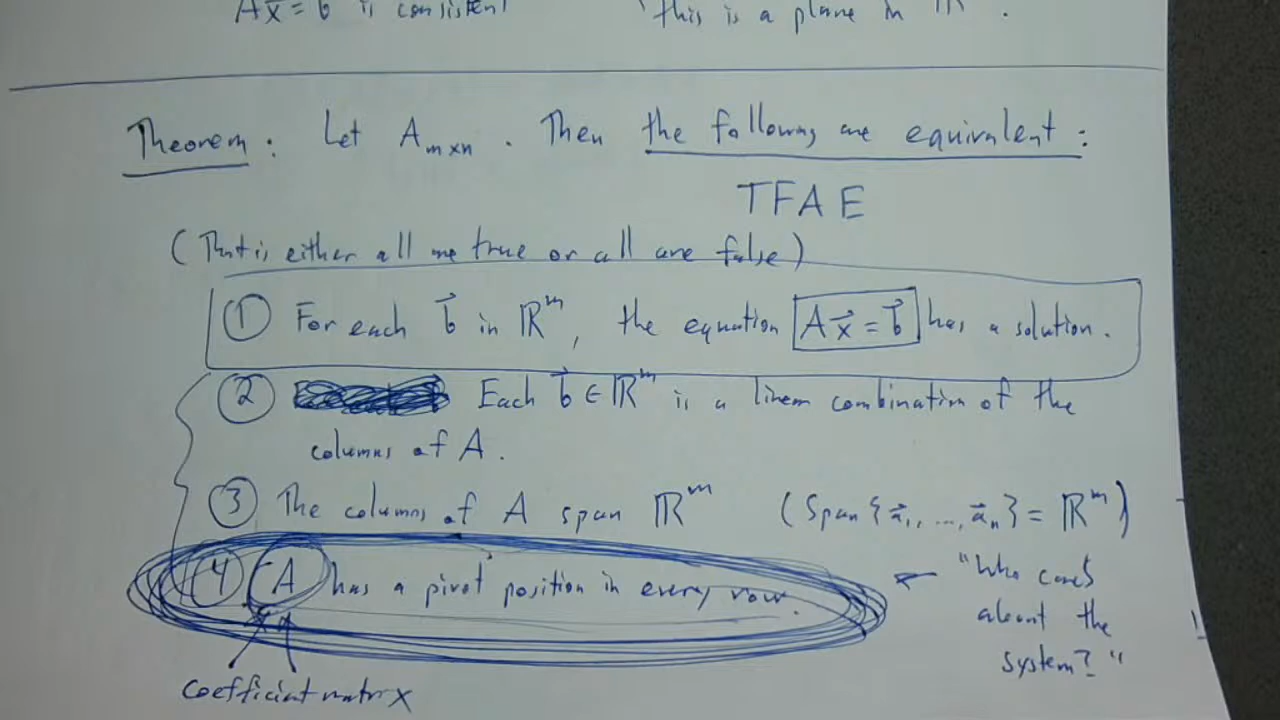 Ax⃗ = b⃗ is consistent
this is a plane in ℝ .
Theorem : Let A m×n . Then the following are equivalent :
TFAE
(That is either all are true or all are false)
① For each b⃗ in ℝᵐ, the equation Ax⃗ = b⃗ has a solution.
② Each b⃗ ∈ ℝᵐ is a linear combination of the
columns of A .
③ The columns of A span ℝᵐ (Span {a⃗₁, ..., a⃗ₙ} = ℝᵐ)
④ A has a pivot position in every row.
"Who cares
about the
system?"
coefficient matrix